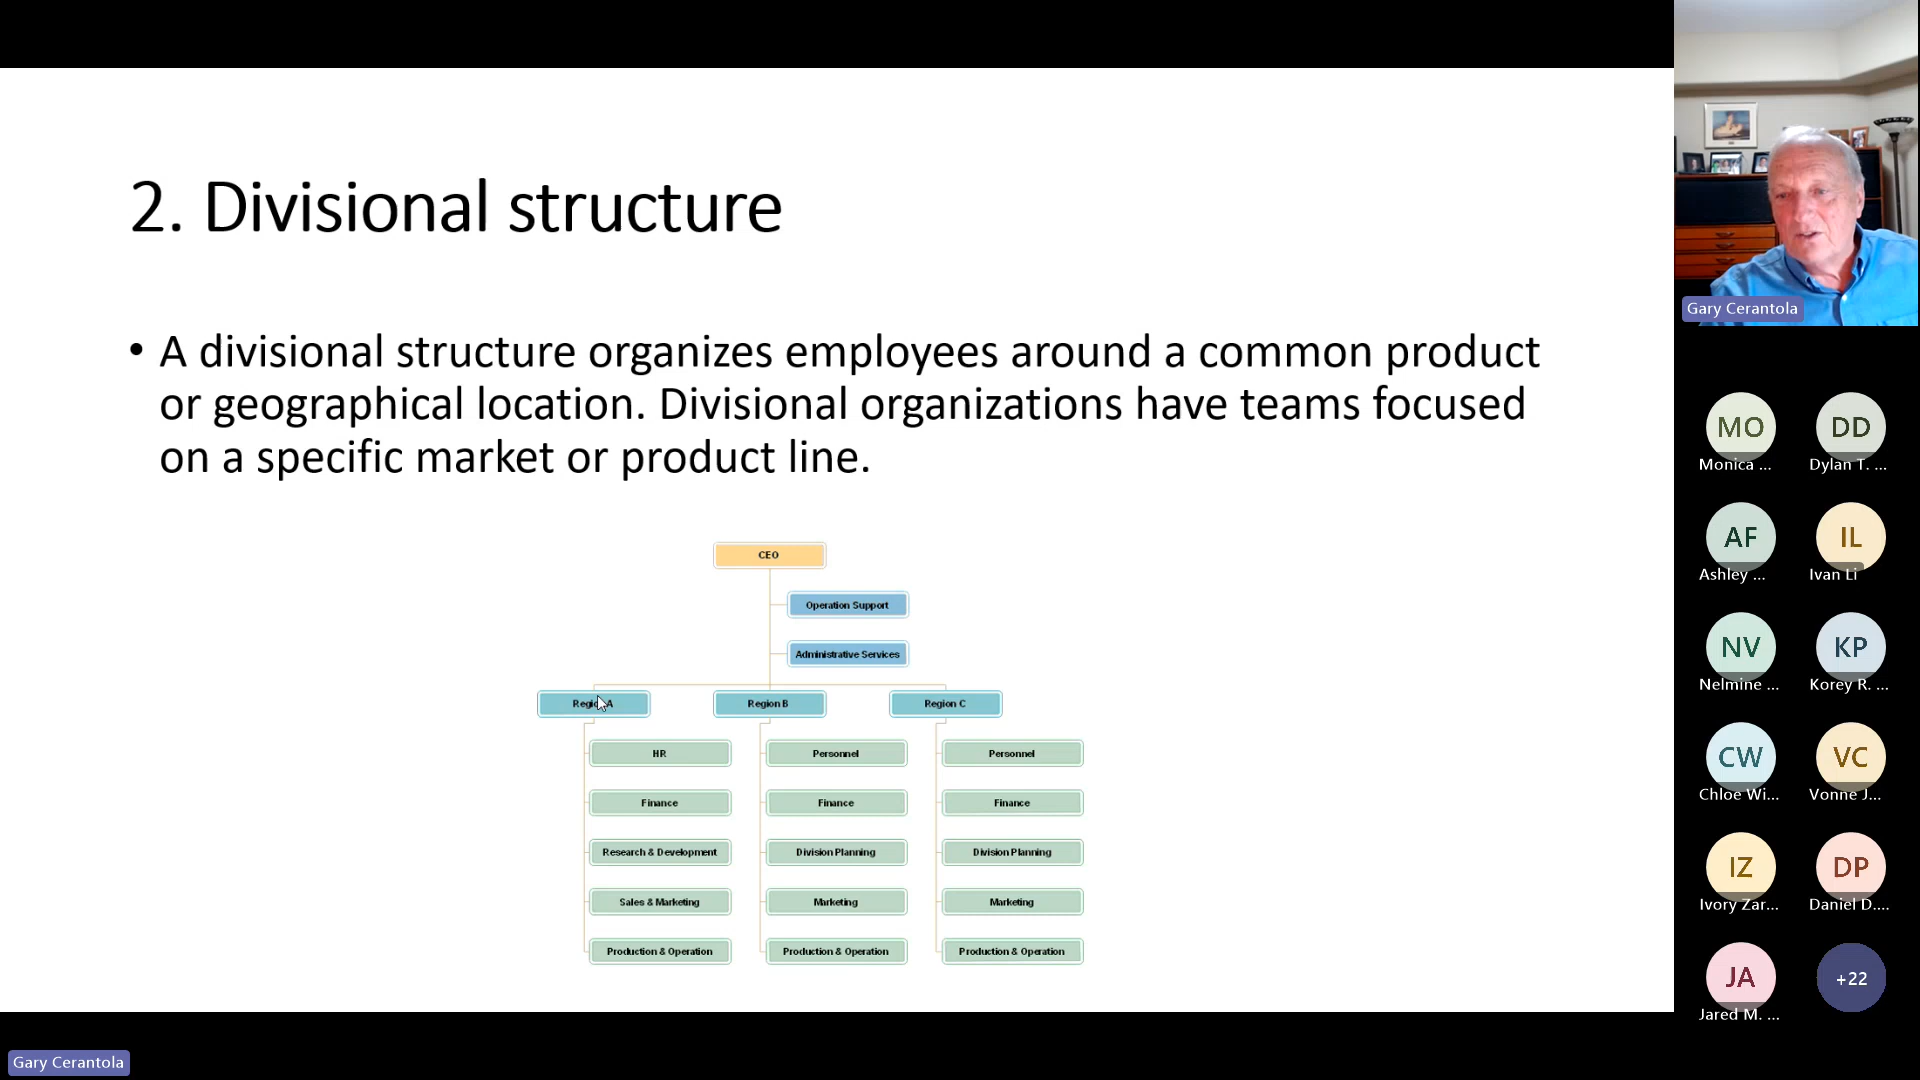 2. Divisional structure
• A divisional structure organizes employees around a common product
or geographical location. Divisional organizations have teams focused
on a specific market or product line.
CEO
Operation Support
Administrative Services
Region A
Region B
Region C
HR
Personnel
Personnel
Finance
Finance
Finance
Research & Development
Division Planning
Division Planning
Sales & Marketing
Marketing
Marketing
Production & Operation
Production & Operation
Production & Operation
Gary Cerantola
Gary Cerantola
MO
DD
Monica ...
Dylan T. ...
AF
IL
Ashley ...
Ivan Li
NV
KP
Nelmine ...
Korey R. ...
CW
VC
Chloe Wi...
Vonne J...
IZ
DP
Ivory Zar...
Daniel D....
JA
+22
Jared M. ...